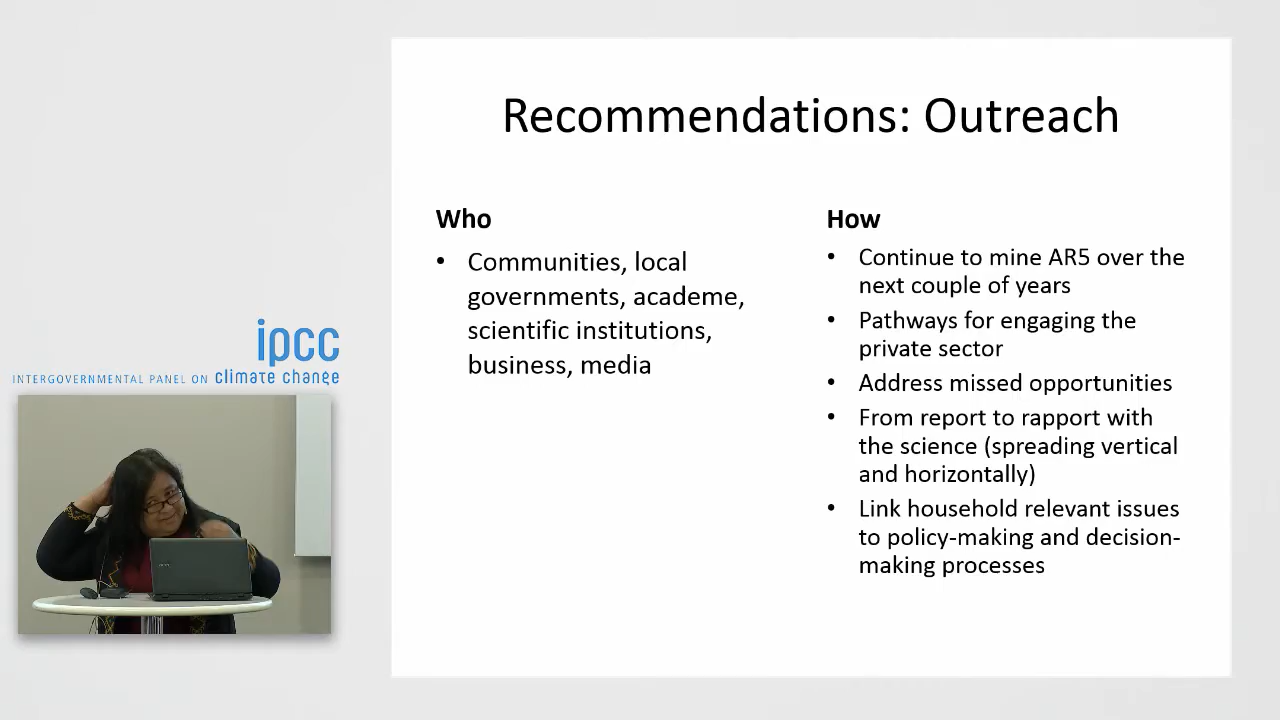 Recommendations: Outreach
Who
• Communities, local
governments, academe,
scientific institutions,
business, media
How
• Continue to mine AR5 over the
next couple of years
• Pathways for engaging the
private sector
• Address missed opportunities
• From report to rapport with
the science (spreading vertical
and horizontally)
• Link household relevant issues
to policy-making and decision-
making processes
ipcc
INTERGOVERNMENTAL PANEL ON climate change